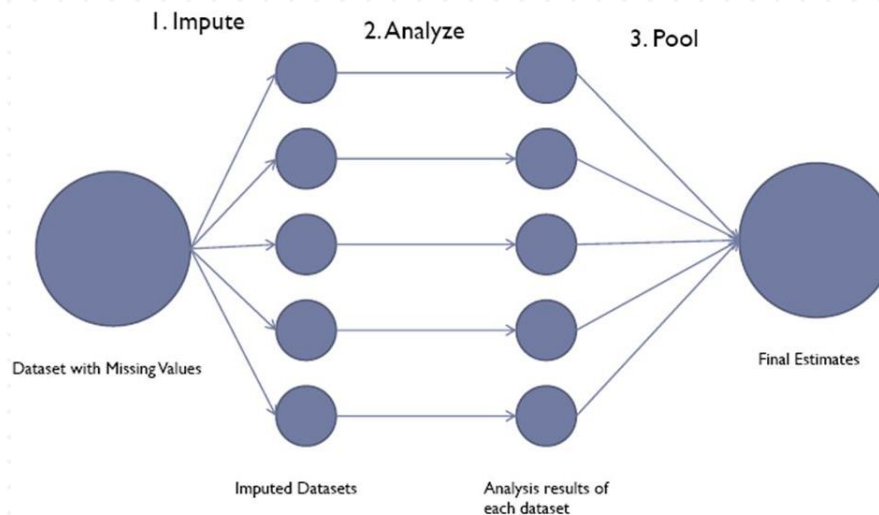 1. Impute
2. Analyze
3. Pool
Dataset with Missing Values
Final Estimates
Imputed Datasets
Analysis results of
each dataset